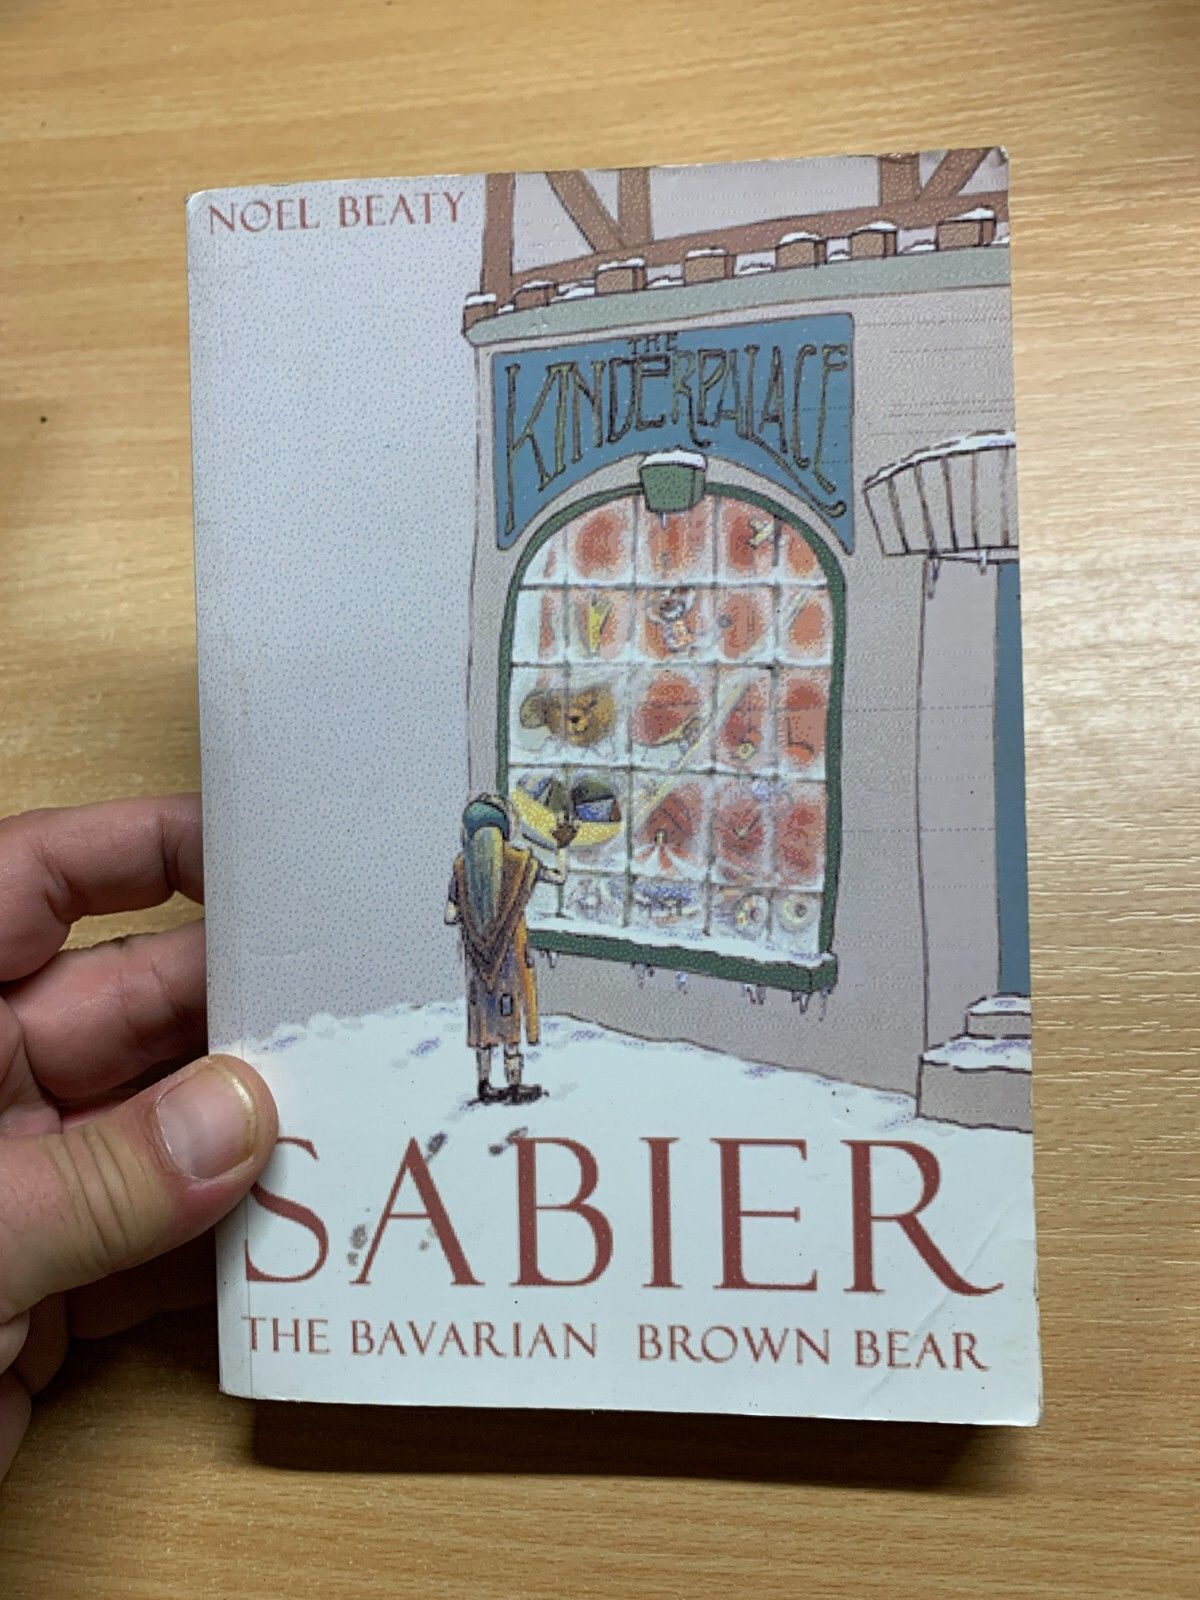 NOEL BEATY
THE
KINDERPALACE
SABIER
THE BAVARIAN BROWN BEAR